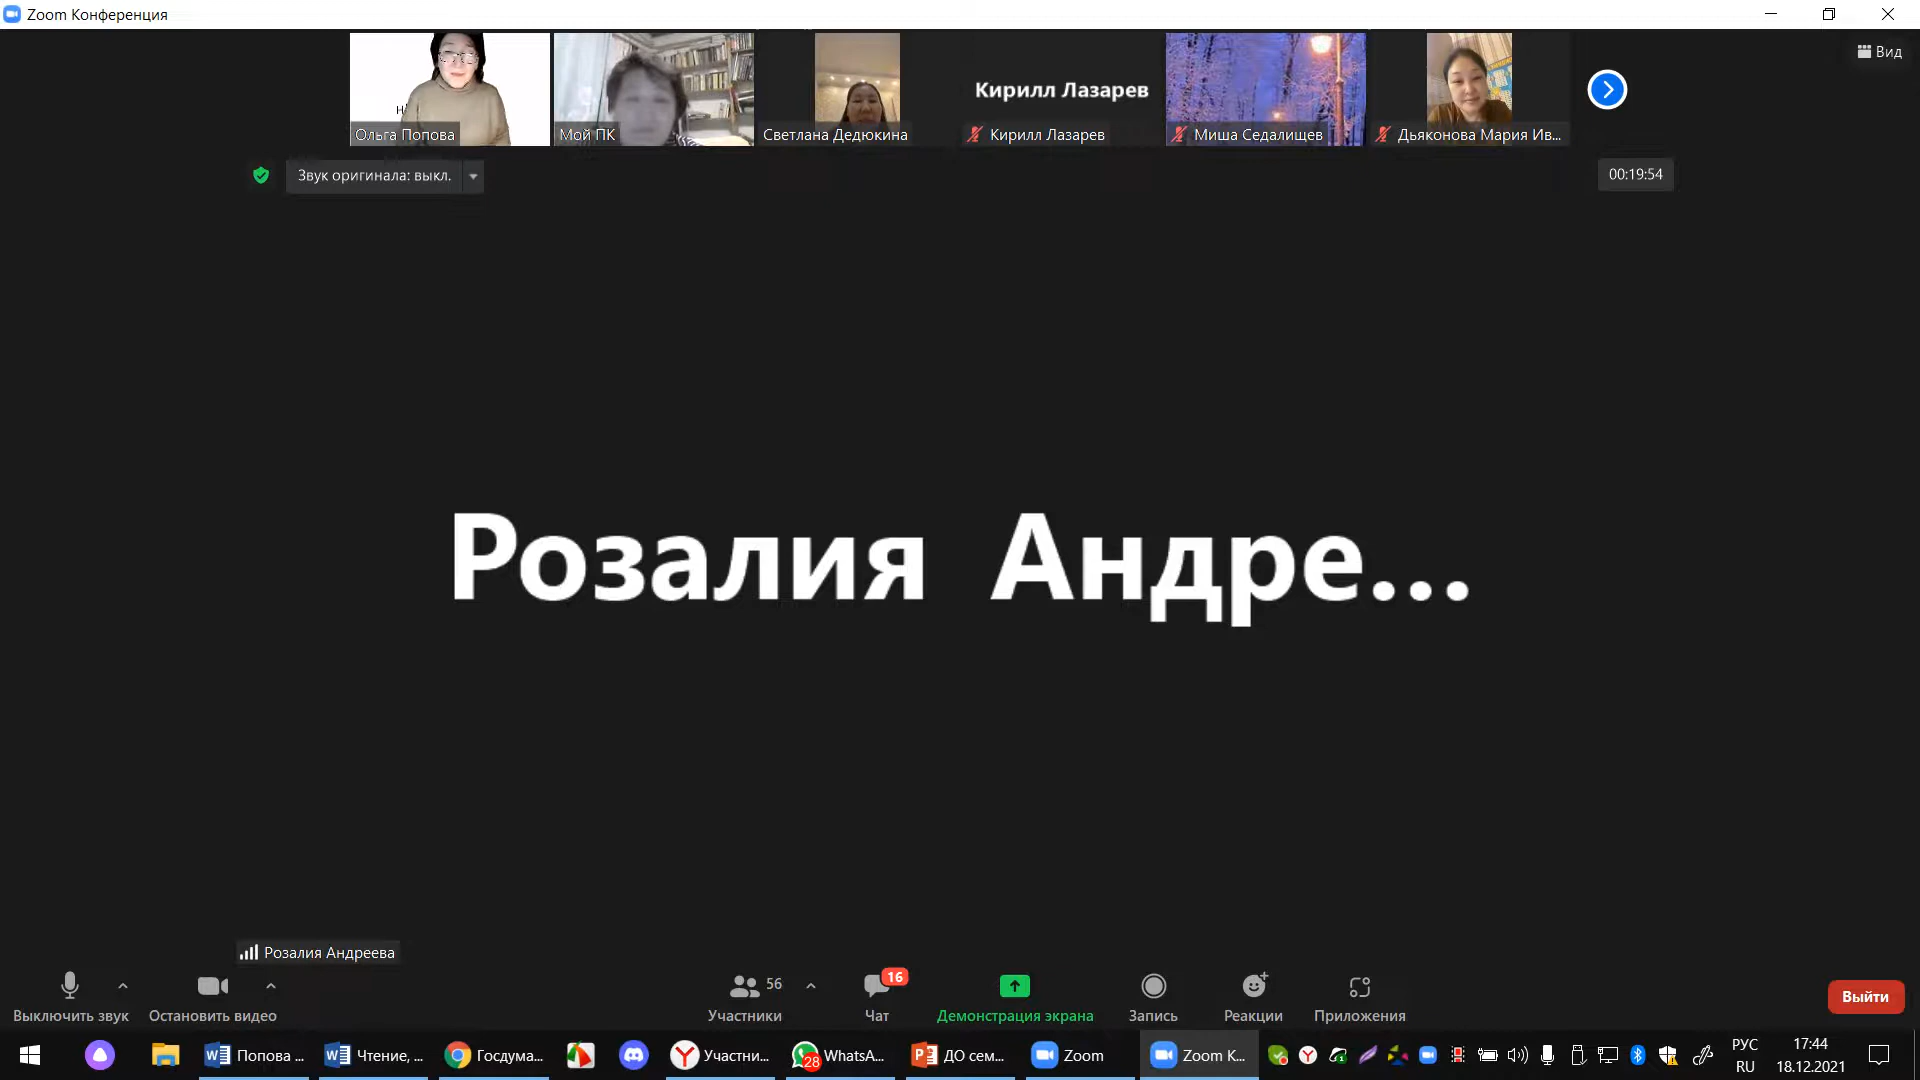 Zoom Конференция
Вид
Ольга Попова
Мой ПК
Светлана Дедюкина
Кирилл Лазарев
Кирилл Лазарев
Миша Седалищев
Дьяконова Мария Ив...
Звук оригинала: выкл.
00:19:54
Розалия Андре...
Розалия Андреева
56
16
Выключить звук
Остановить видео
Участники
Чат
Демонстрация экрана
Запись
Реакции
Приложения
Выйти
Попова ...
Чтение, ...
Госдума...
Участни...
28
WhatsA...
ДО сем...
Zoom
Zoom K...
РУС
RU
17:44
18.12.2021